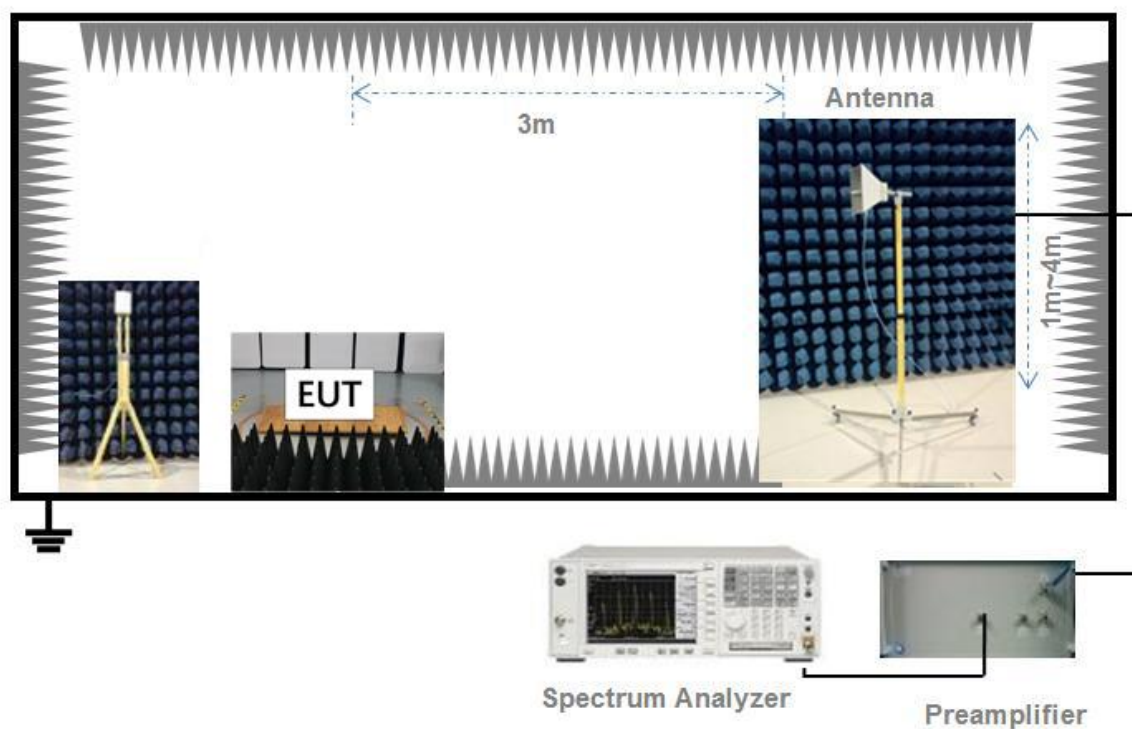 Antenna
3m
1m~4m
EUT
Spectrum Analyzer
Preamplifier